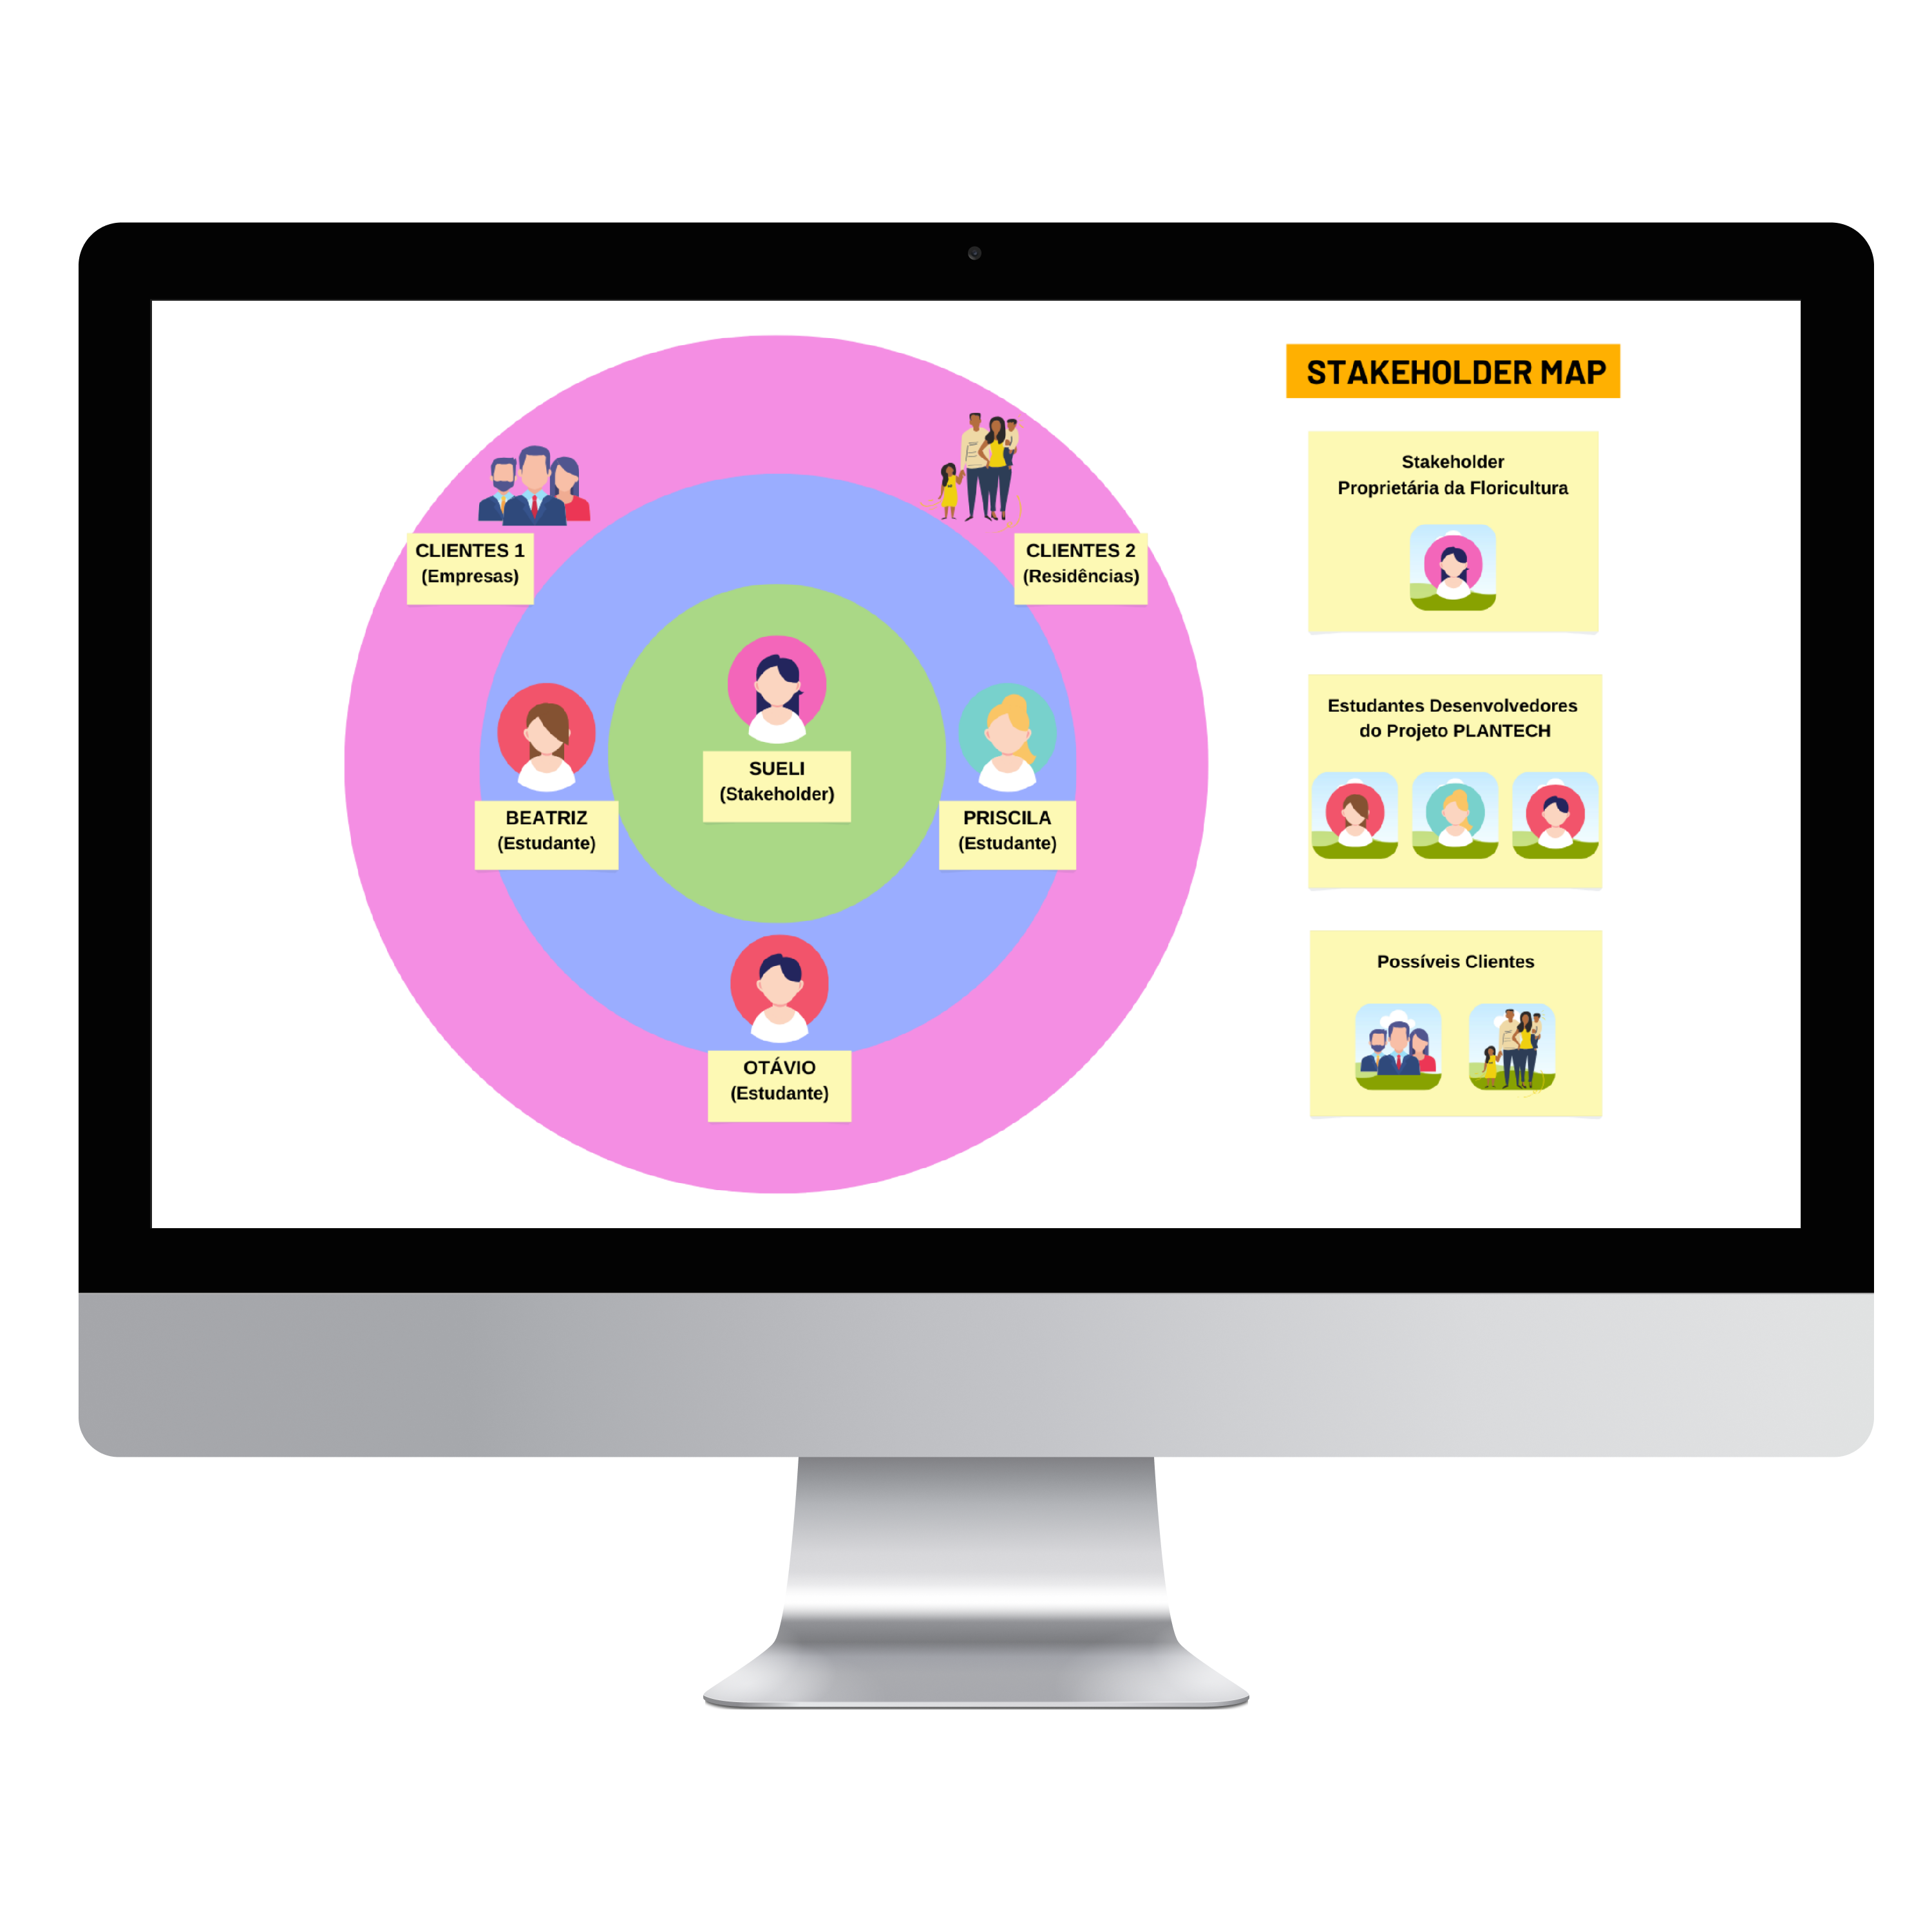 STAKEHOLDER MAP
CLIENTES 1
(Empresas)
CLIENTES 2
(Residências)
SUELI
(Stakeholder)
BEATRIZ
(Estudante)
PRISCILA
(Estudante)
OTÁVIO
(Estudante)
Stakeholder
Proprietária da Floricultura
Estudantes Desenvolvedores
do Projeto PLANTECH
Possíveis Clientes